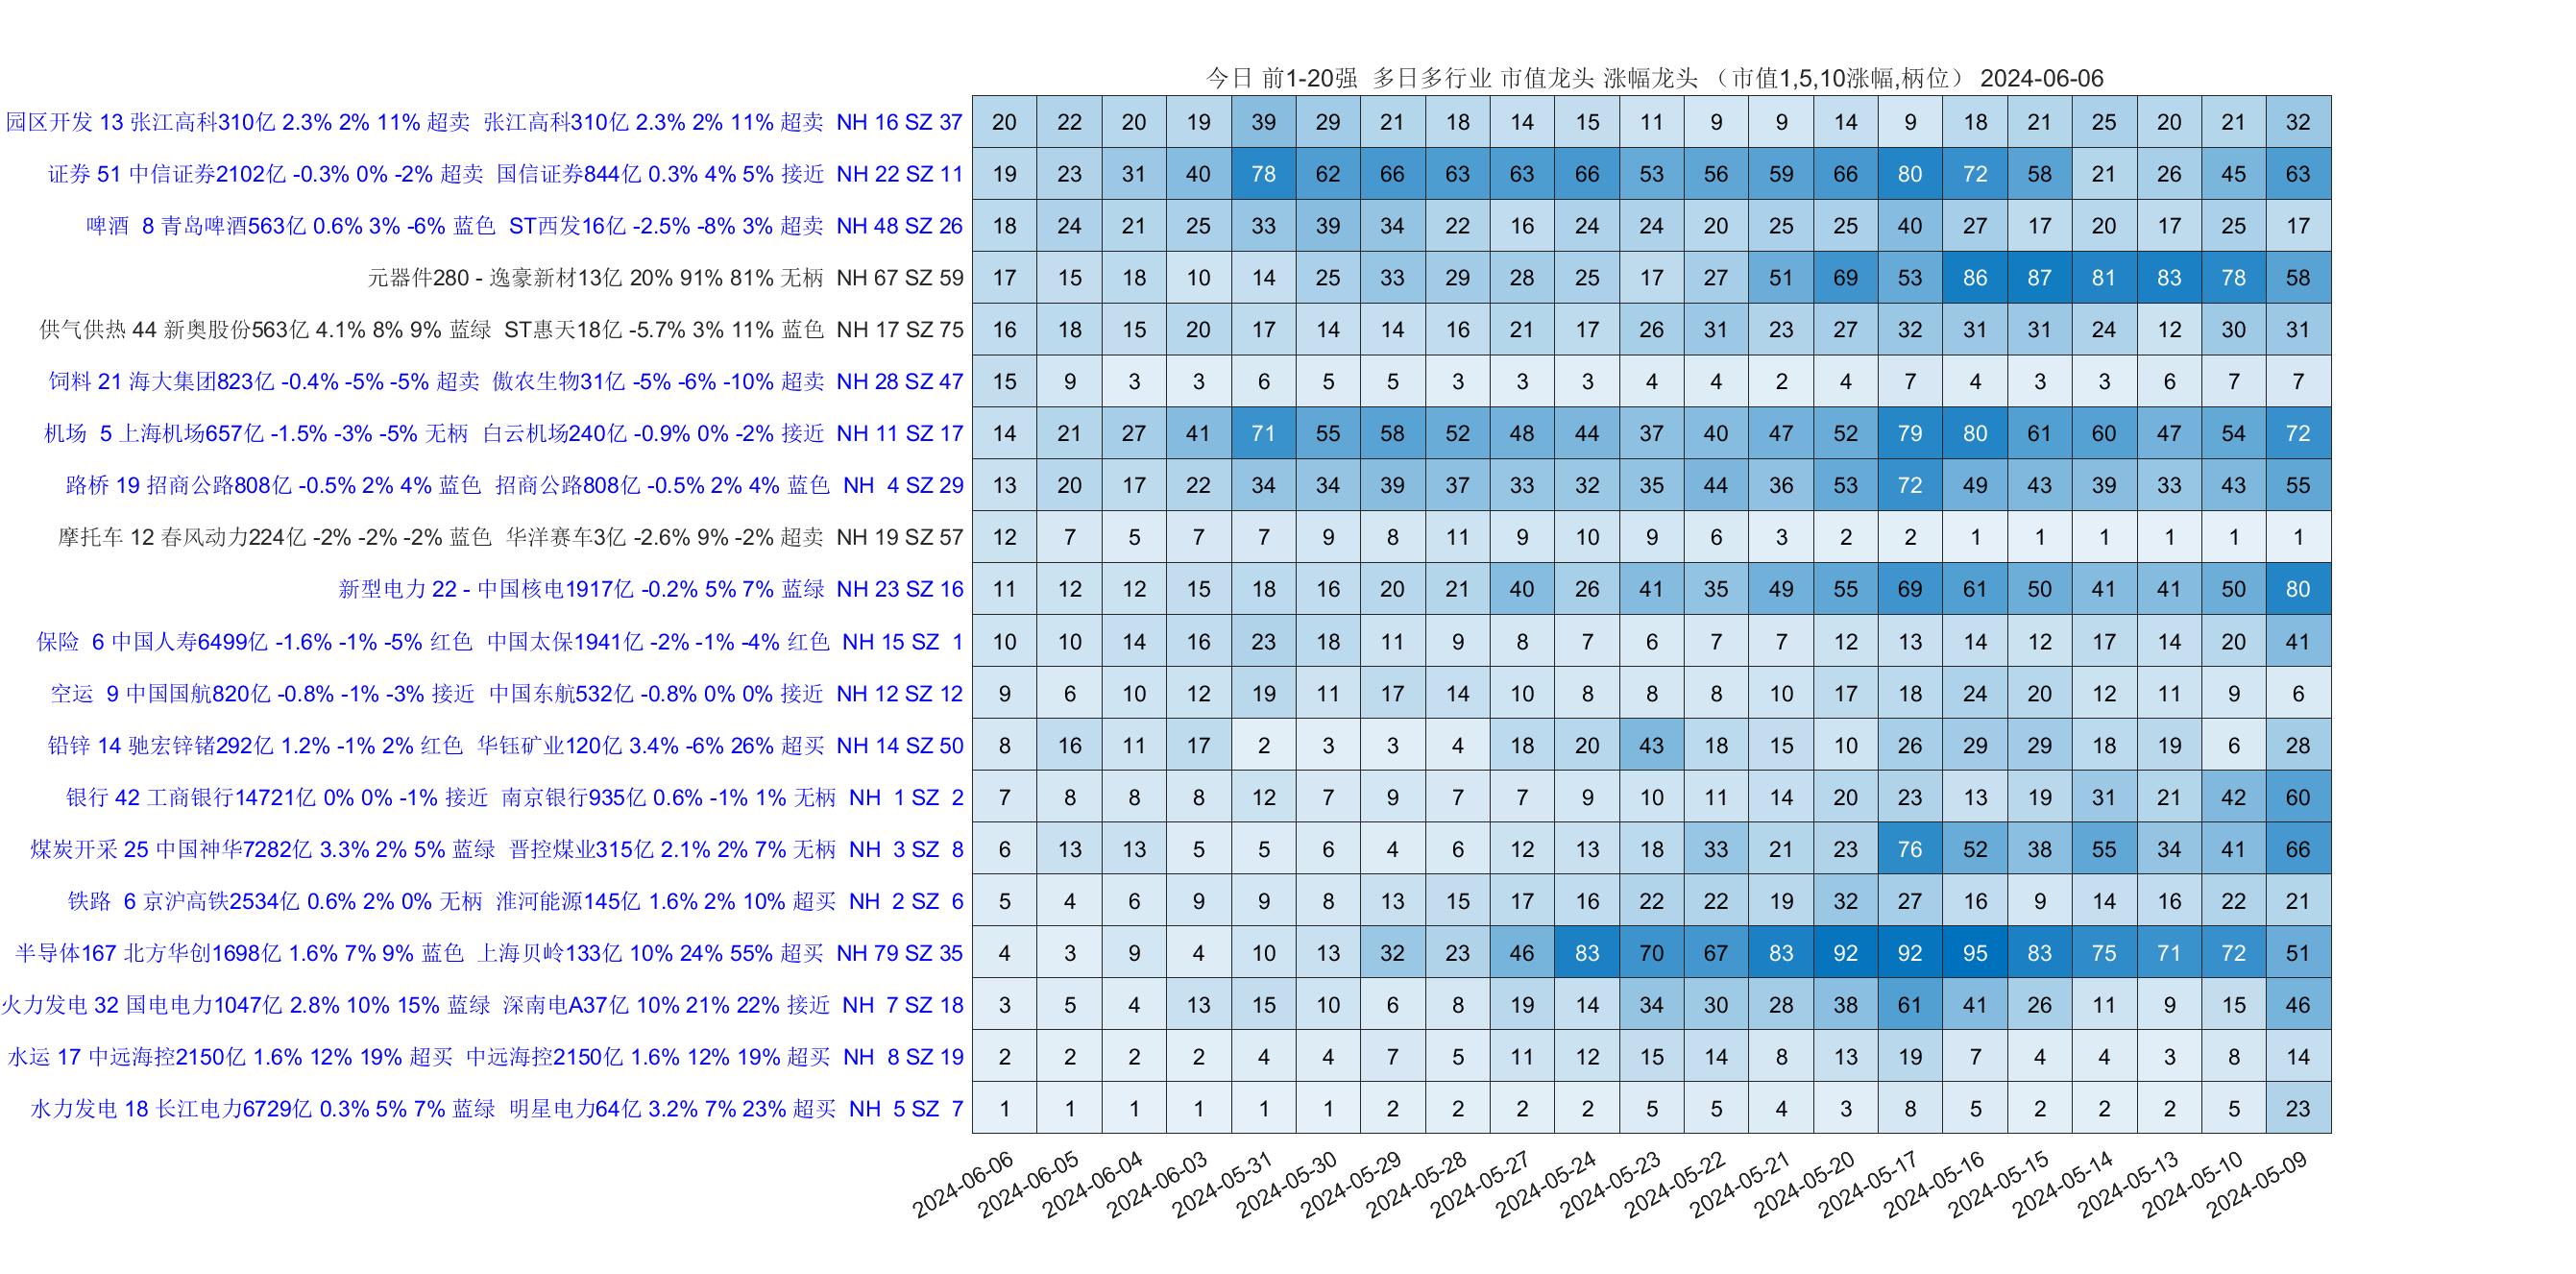 今日 前1-20强 多日多行业 市值龙头 涨幅龙头 （市值1,5,10涨幅,柄位） 2024-06-06
园区开发 13 张江高科310亿 2.3% 2% 11% 超卖 张江高科310亿 2.3% 2% 11% 超卖 NH 16 SZ 37 20 22 20 19 39 29 21 18 14 15 11 9 9 14 9 18 21 25 20 21 32
证券 51 中信证券2102亿 -0.3% 0% -2% 超卖 国信证券844亿 0.3% 4% 5% 接近 NH 22 SZ 11 19 23 31 40 78 62 66 63 63 66 53 56 59 66 80 72 58 21 26 45 63
啤酒 8 青岛啤酒563亿 0.6% 3% -6% 蓝色 ST西发16亿 -2.5% -8% 3% 超卖 NH 48 SZ 26 18 24 21 25 33 39 34 22 16 24 24 20 25 25 40 27 17 20 17 25 17
元器件280 - 逸豪新材13亿 20% 91% 81% 无柄 NH 67 SZ 59 17 15 18 10 14 25 33 29 28 25 17 27 51 69 53 86 87 81 83 78 58
供气供热 44 新奥股份563亿 4.1% 8% 9% 蓝绿 ST惠天18亿 -5.7% 3% 11% 蓝色 NH 17 SZ 75 16 18 15 20 17 14 14 16 21 17 26 31 23 27 32 31 31 24 12 30 31
饲料 21 海大集团823亿 -0.4% -5% -5% 超卖 傲农生物31亿 -5% -6% -10% 超卖 NH 28 SZ 47 15 9 3 3 6 5 5 3 3 3 4 4 2 4 7 4 3 3 6 7 7
机场 5 上海机场657亿 -1.5% -3% -5% 无柄 白云机场240亿 -0.9% 0% -2% 接近 NH 11 SZ 17 14 21 27 41 71 55 58 52 48 44 37 40 47 52 79 80 61 60 47 54 72
路桥 19 招商公路808亿 -0.5% 2% 4% 蓝色 招商公路808亿 -0.5% 2% 4% 蓝色 NH 4 SZ 29 13 20 17 22 34 34 39 37 33 32 35 44 36 53 72 49 43 39 33 43 55
摩托车 12 春风动力224亿 -2% -2% -2% 蓝色 华洋赛车3亿 -2.6% 9% -2% 超卖 NH 19 SZ 57 12 7 5 7 7 9 8 11 9 10 9 6 3 2 2 1 1 1 1 1 1
新型电力 22 - 中国核电1917亿 -0.2% 5% 7% 蓝绿 NH 23 SZ 16 11 12 12 15 18 16 20 21 40 26 41 35 49 55 69 61 50 41 41 50 80
保险 6 中国人寿6499亿 -1.6% -1% -5% 红色 中国太保1941亿 -2% -1% -4% 红色 NH 15 SZ 1 10 10 14 16 23 18 11 9 8 7 6 7 7 12 13 14 12 17 14 20 41
空运 9 中国国航820亿 -0.8% -1% -3% 接近 中国东航532亿 -0.8% 0% 0% 接近 NH 12 SZ 12 9 6 10 12 19 11 17 14 10 8 8 8 10 17 18 24 20 12 11 9 6
铅锌 14 驰宏锌锗292亿 1.2% -1% 2% 红色 华钰矿业120亿 3.4% -6% 26% 超买 NH 14 SZ 50 8 16 11 17 2 3 3 4 18 20 43 18 15 10 26 29 29 18 19 6 28
银行 42 工商银行14721亿 0% 0% -1% 接近 南京银行935亿 0.6% -1% 1% 无柄 NH 1 SZ 2 7 8 8 8 12 7 9 7 7 9 10 11 14 20 23 13 19 31 21 42 60
煤炭开采 25 中国神华7282亿 3.3% 2% 5% 蓝绿 晋控煤业315亿 2.1% 2% 7% 无柄 NH 3 SZ 8 6 13 13 5 5 6 4 6 12 13 18 33 21 23 76 52 38 55 34 41 66
铁路 6 京沪高铁2534亿 0.6% 2% 0% 无柄 淮河能源145亿 1.6% 2% 10% 超买 NH 2 SZ 6 5 4 6 9 9 8 13 15 17 16 22 22 19 32 27 16 9 14 16 22 21
半导体167 北方华创1698亿 1.6% 7% 9% 蓝色 上海贝岭133亿 10% 24% 55% 超买 NH 79 SZ 35 4 3 9 4 10 13 32 23 46 83 70 67 83 92 92 95 83 75 71 72 51
火力发电 32 国电电力1047亿 2.8% 10% 15% 蓝绿 深南电A37亿 10% 21% 22% 接近 NH 7 SZ 18 3 5 4 13 15 10 6 8 19 14 34 30 28 38 61 41 26 11 9 15 46
水运 17 中远海控2150亿 1.6% 12% 19% 超买 中远海控2150亿 1.6% 12% 19% 超买 NH 8 SZ 19 2 2 2 2 4 4 7 5 11 12 15 14 8 13 19 7 4 4 3 8 14
水力发电 18 长江电力6729亿 0.3% 5% 7% 蓝绿 明星电力64亿 3.2% 7% 23% 超买 NH 5 SZ 7 1 1 1 1 1 1 2 2 2 2 5 5 4 3 8 5 2 2 2 5 23
2024-06-06 2024-06-05 2024-06-04 2024-06-03 2024-05-31 2024-05-30 2024-05-29 2024-05-28 2024-05-27 2024-05-24 2024-05-23 2024-05-22 2024-05-21 2024-05-20 2024-05-17 2024-05-16 2024-05-15 2024-05-14 2024-05-13 2024-05-10 2024-05-09